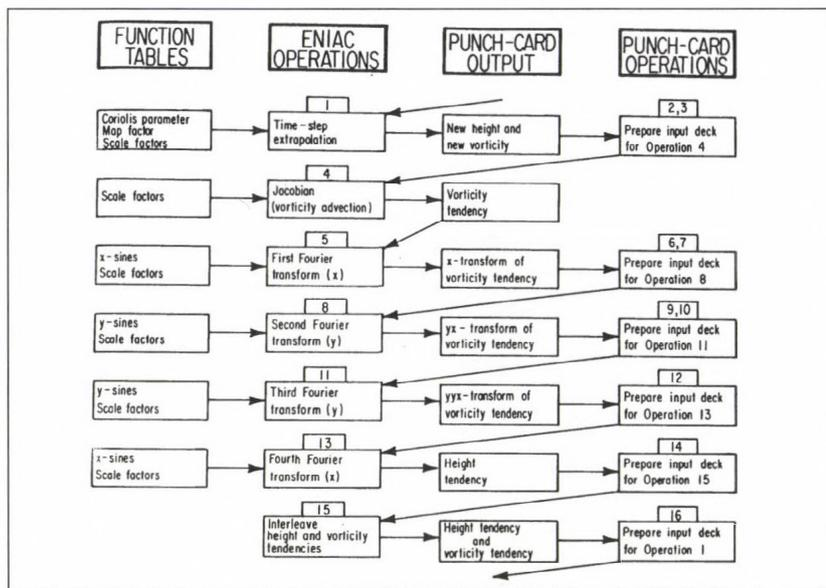 FUNCTION
TABLES
ENIAC
OPERATIONS
PUNCH-CARD
OUTPUT
PUNCH-CARD
OPERATIONS
Coriolis parameter
Map factor
Scale factors
1
Time-step
extrapolation
New height and
new vorticity
2,3
Prepare input deck
for Operation 4
Scale factors
4
Jacobian
(vorticity advection)
Vorticity
tendency
x-sines
Scale factors
5
First Fourier
transform (x)
x-transform of
vorticity tendency
6,7
Prepare input deck
for Operation 8
y-sines
Scale factors
8
Second Fourier
transform (y)
yx-transform of
vorticity tendency
9,10
Prepare input deck
for Operation 11
y-sines
Scale factors
11
Third Fourier
transform (y)
yyx-transform of
vorticity tendency
12
Prepare input deck
for Operation 13
x-sines
Scale factors
13
Fourth Fourier
transform (x)
Height
tendency
14
Prepare input deck
for Operation 15
15
Interleave
height and vorticity
tendencies
Height tendency
and
vorticity tendency
16
Prepare input deck
for Operation 1